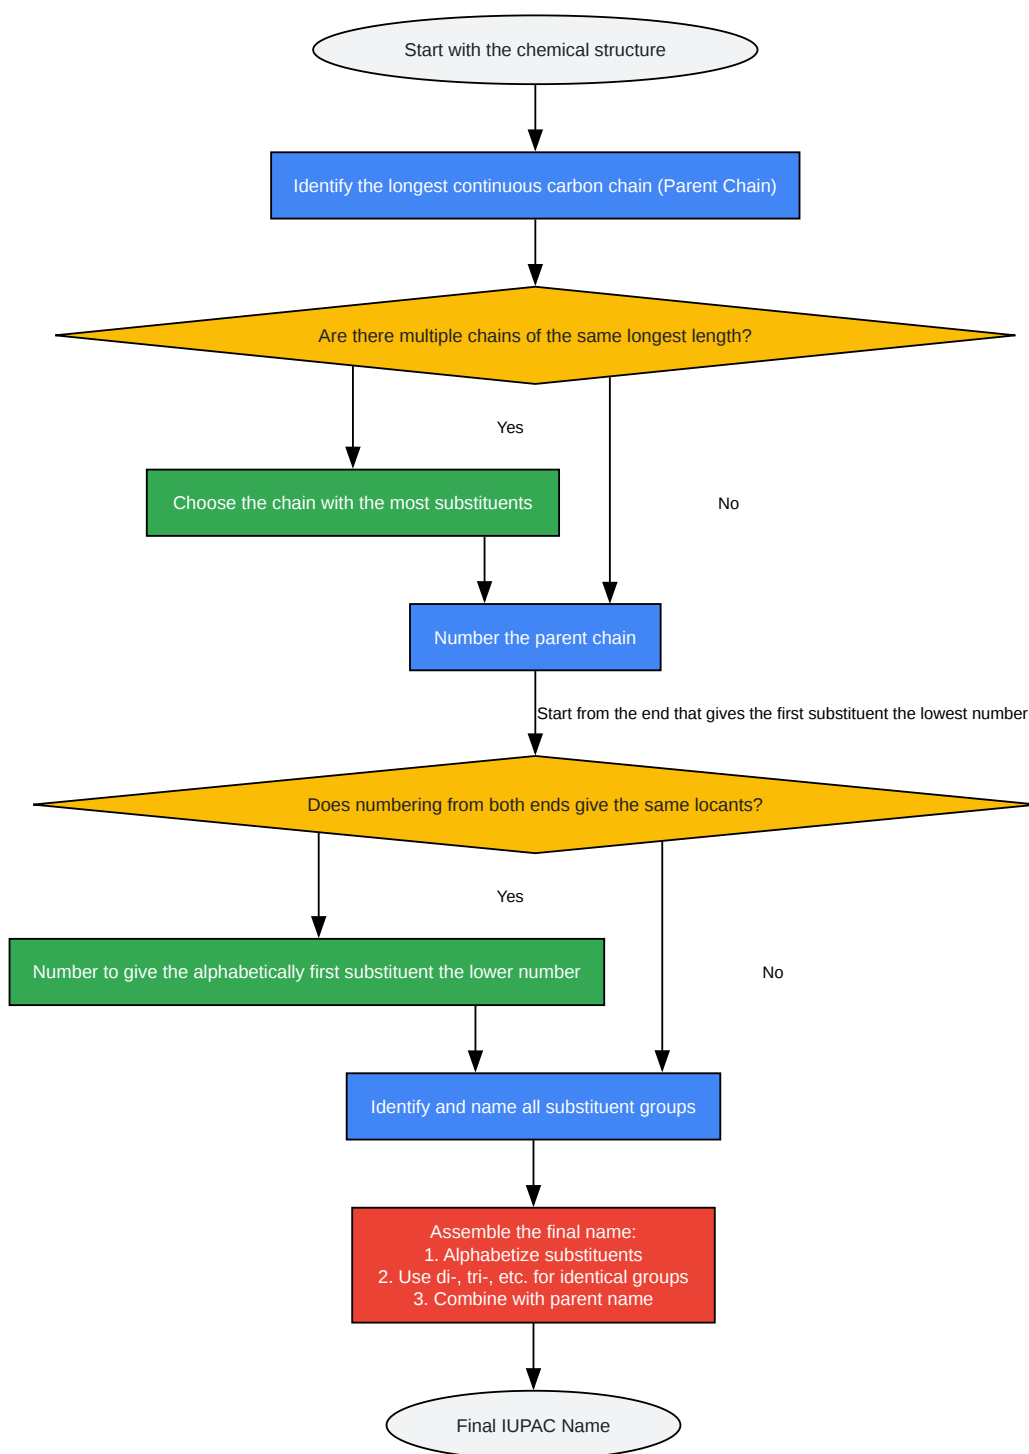 Start with the chemical structure
Identify the longest continuous carbon chain (Parent Chain)
Are there multiple chains of the same longest length?
Yes
Choose the chain with the most substituents
No
Number the parent chain
Start from the end that gives the first substituent the lowest number
Does numbering from both ends give the same locants?
Yes
Number to give the alphabetically first substituent the lower number
No
Identify and name all substituent groups
Assemble the final name:
1. Alphabetize substituents
2. Use di-, tri-, etc. for identical groups
3. Combine with parent name
Final IUPAC Name